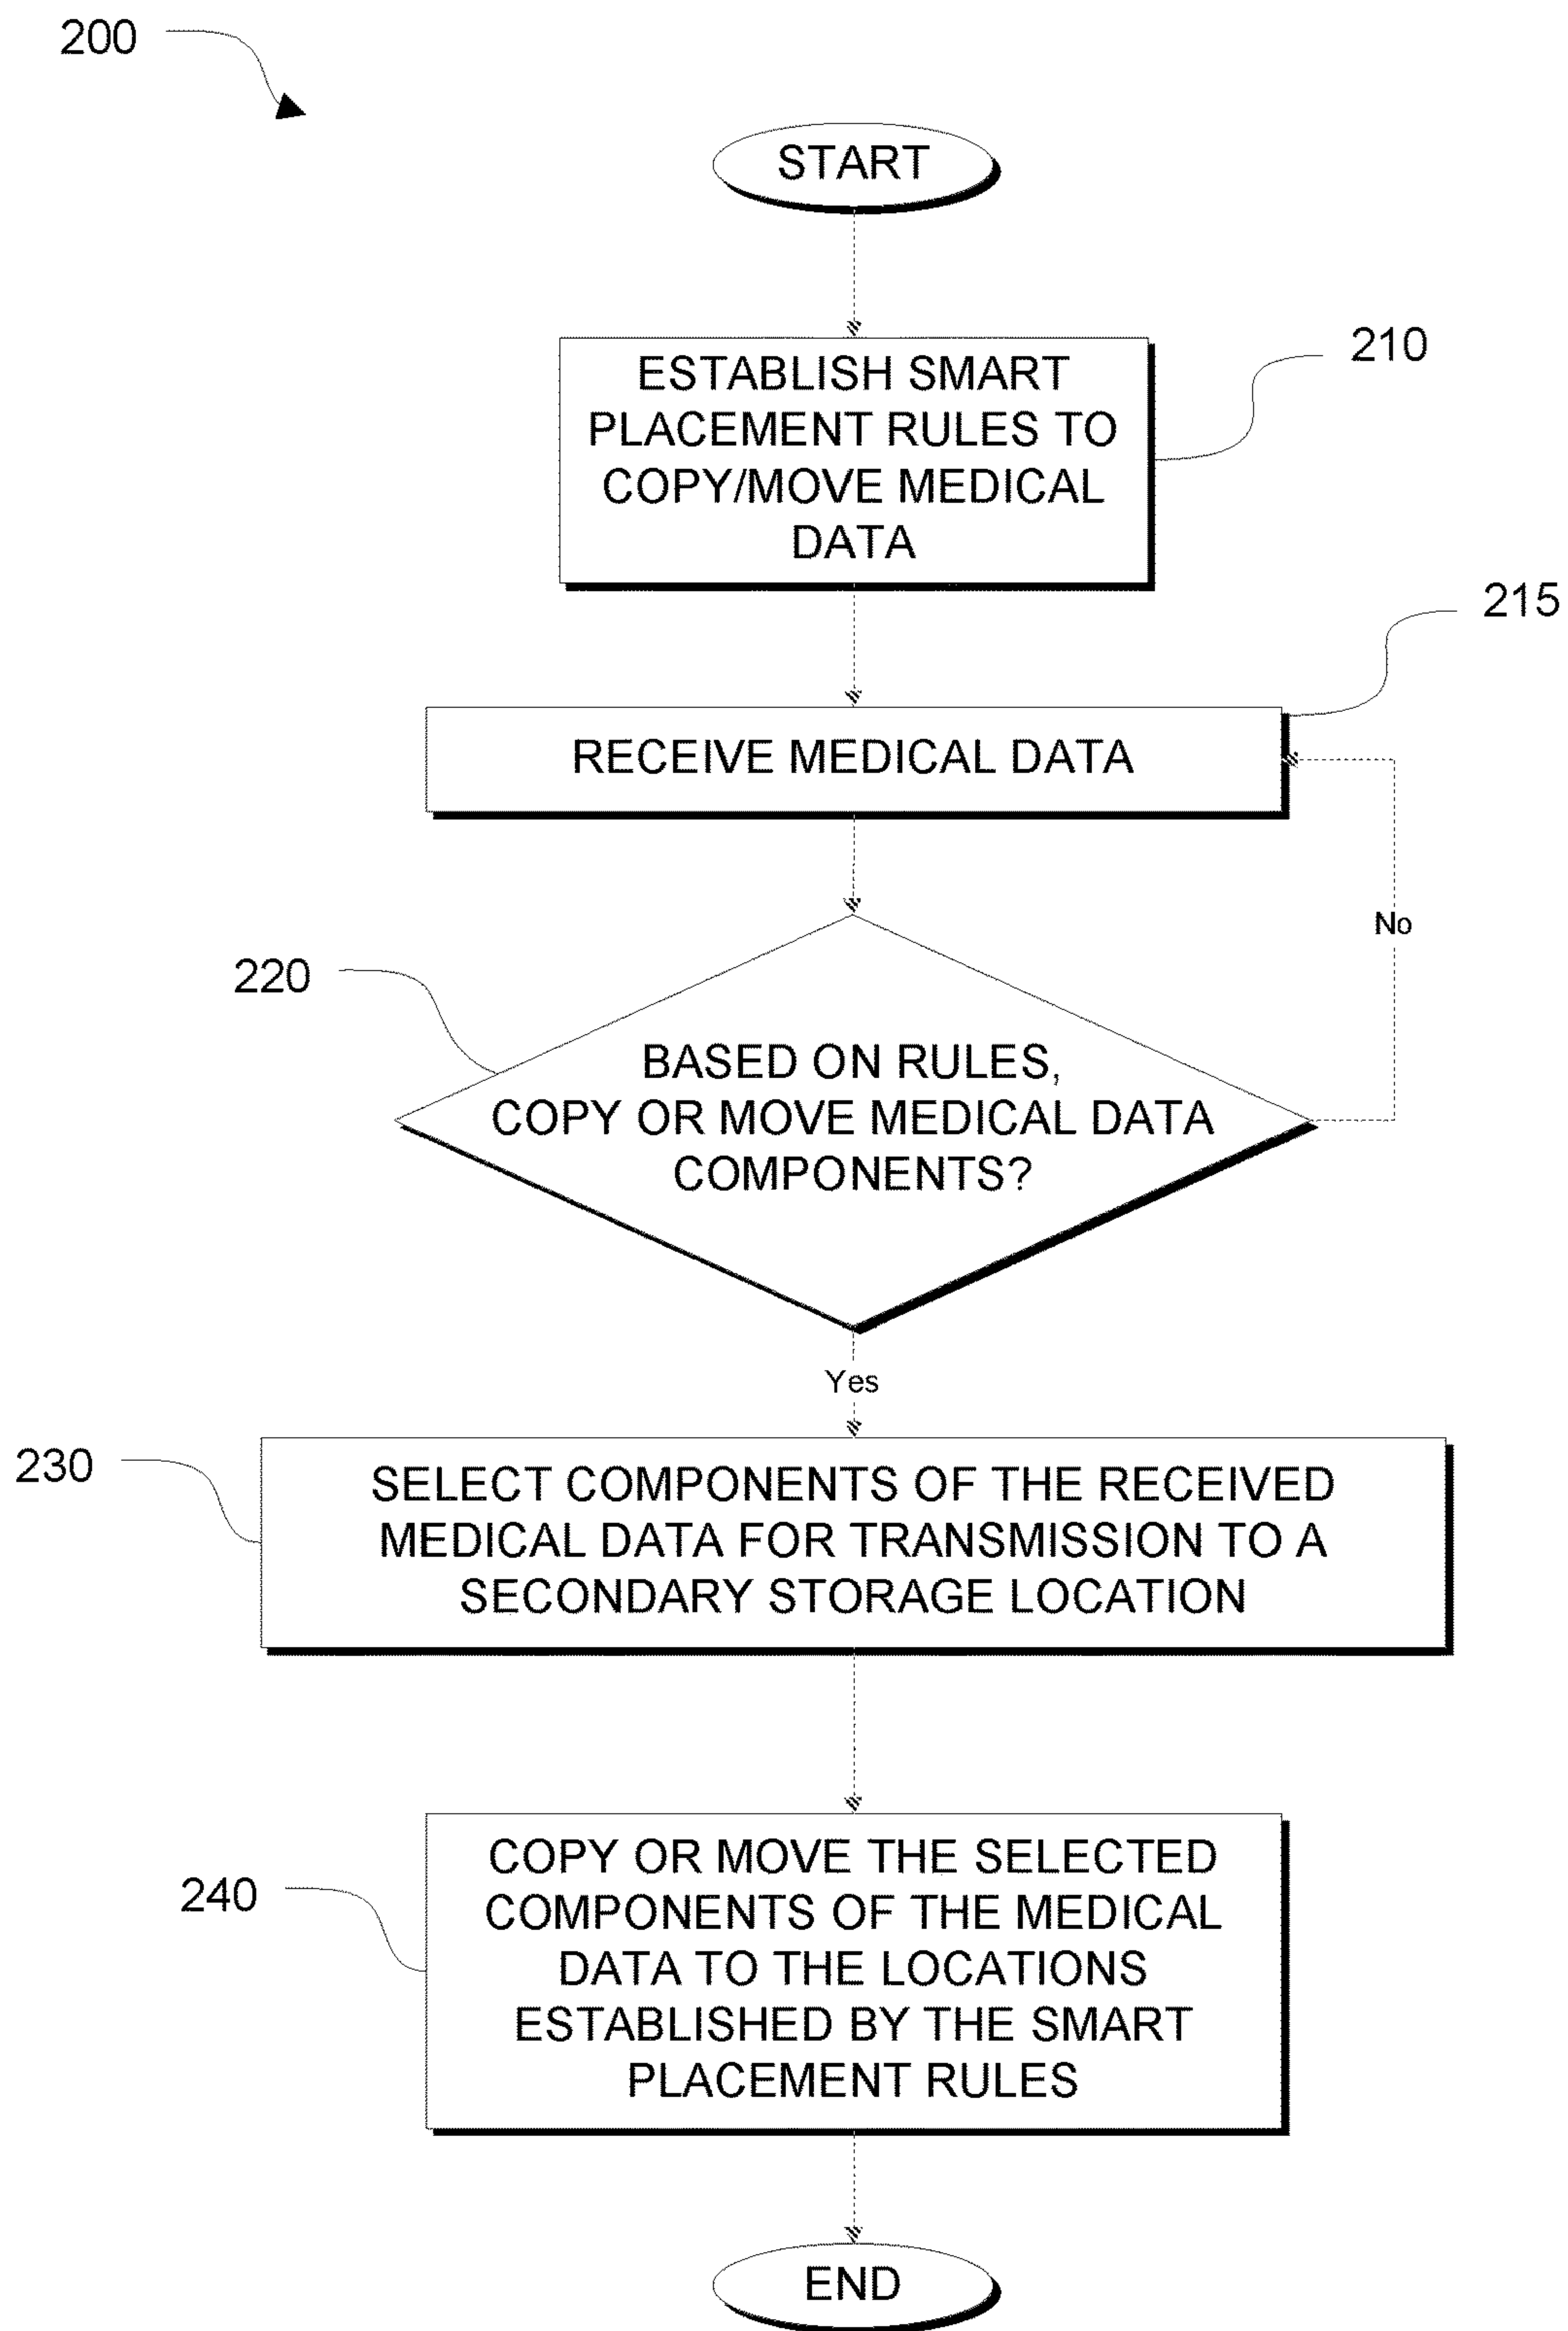 200
START
ESTABLISH SMART
PLACEMENT RULES TO
COPY/MOVE MEDICAL
DATA
210
215
RECEIVE MEDICAL DATA
No
220
BASED ON RULES,
COPY OR MOVE MEDICAL DATA
COMPONENTS?
Yes
230
SELECT COMPONENTS OF THE RECEIVED
MEDICAL DATA FOR TRANSMISSION TO A
SECONDARY STORAGE LOCATION
240
COPY OR MOVE THE SELECTED
COMPONENTS OF THE MEDICAL
DATA TO THE LOCATIONS
ESTABLISHED BY THE SMART
PLACEMENT RULES
END